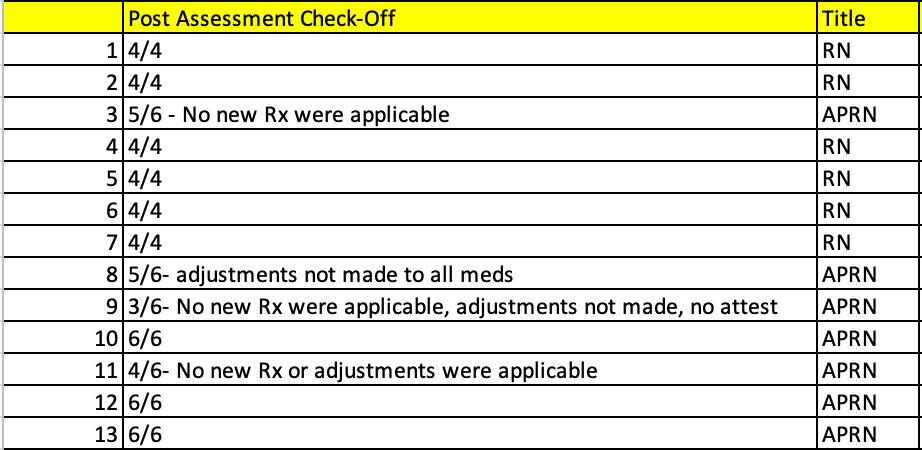 Post Assessment Check-Off Title
1 4/4 RN
2 4/4 RN
3 5/6 - No new Rx were applicable APRN
4 4/4 RN
5 4/4 RN
6 4/4 RN
7 4/4 RN
8 5/6- adjustments not made to all meds APRN
9 3/6- No new Rx were applicable, adjustments not made, no attest APRN
10 6/6 APRN
11 4/6- No new Rx or adjustments were applicable APRN
12 6/6 APRN
13 6/6 APRN